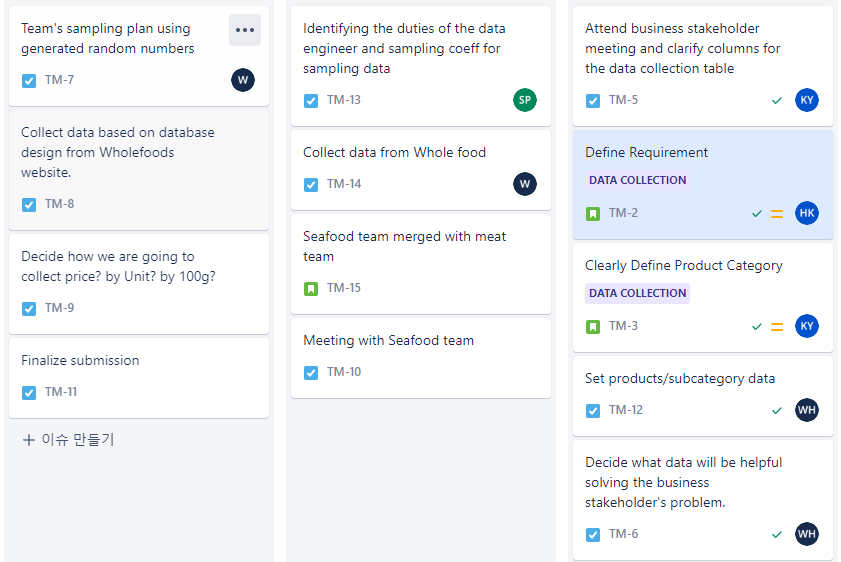 Team's sampling plan using
generated random numbers
TM-7
W
Collect data based on database
design from Wholefoods
website.
TM-8
Decide how we are going to
collect price? by Unit? by 100g?
TM-9
Finalize submission
TM-11
+ 이슈 만들기
Identifying the duties of the data
engineer and sampling coeff for
sampling data
TM-13
SP
Collect data from Whole food
TM-14
W
Seafood team merged with meat
team
TM-15
Meeting with Seafood team
TM-10
Attend business stakeholder
meeting and clarify columns for
the data collection table
TM-5
KY
Define Requirement
DATA COLLECTION
TM-2
HK
Clearly Define Product Category
DATA COLLECTION
TM-3
KY
Set products/subcategory data
TM-12
WH
Decide what data will be helpful
solving the business
stakeholder's problem.
TM-6
WH